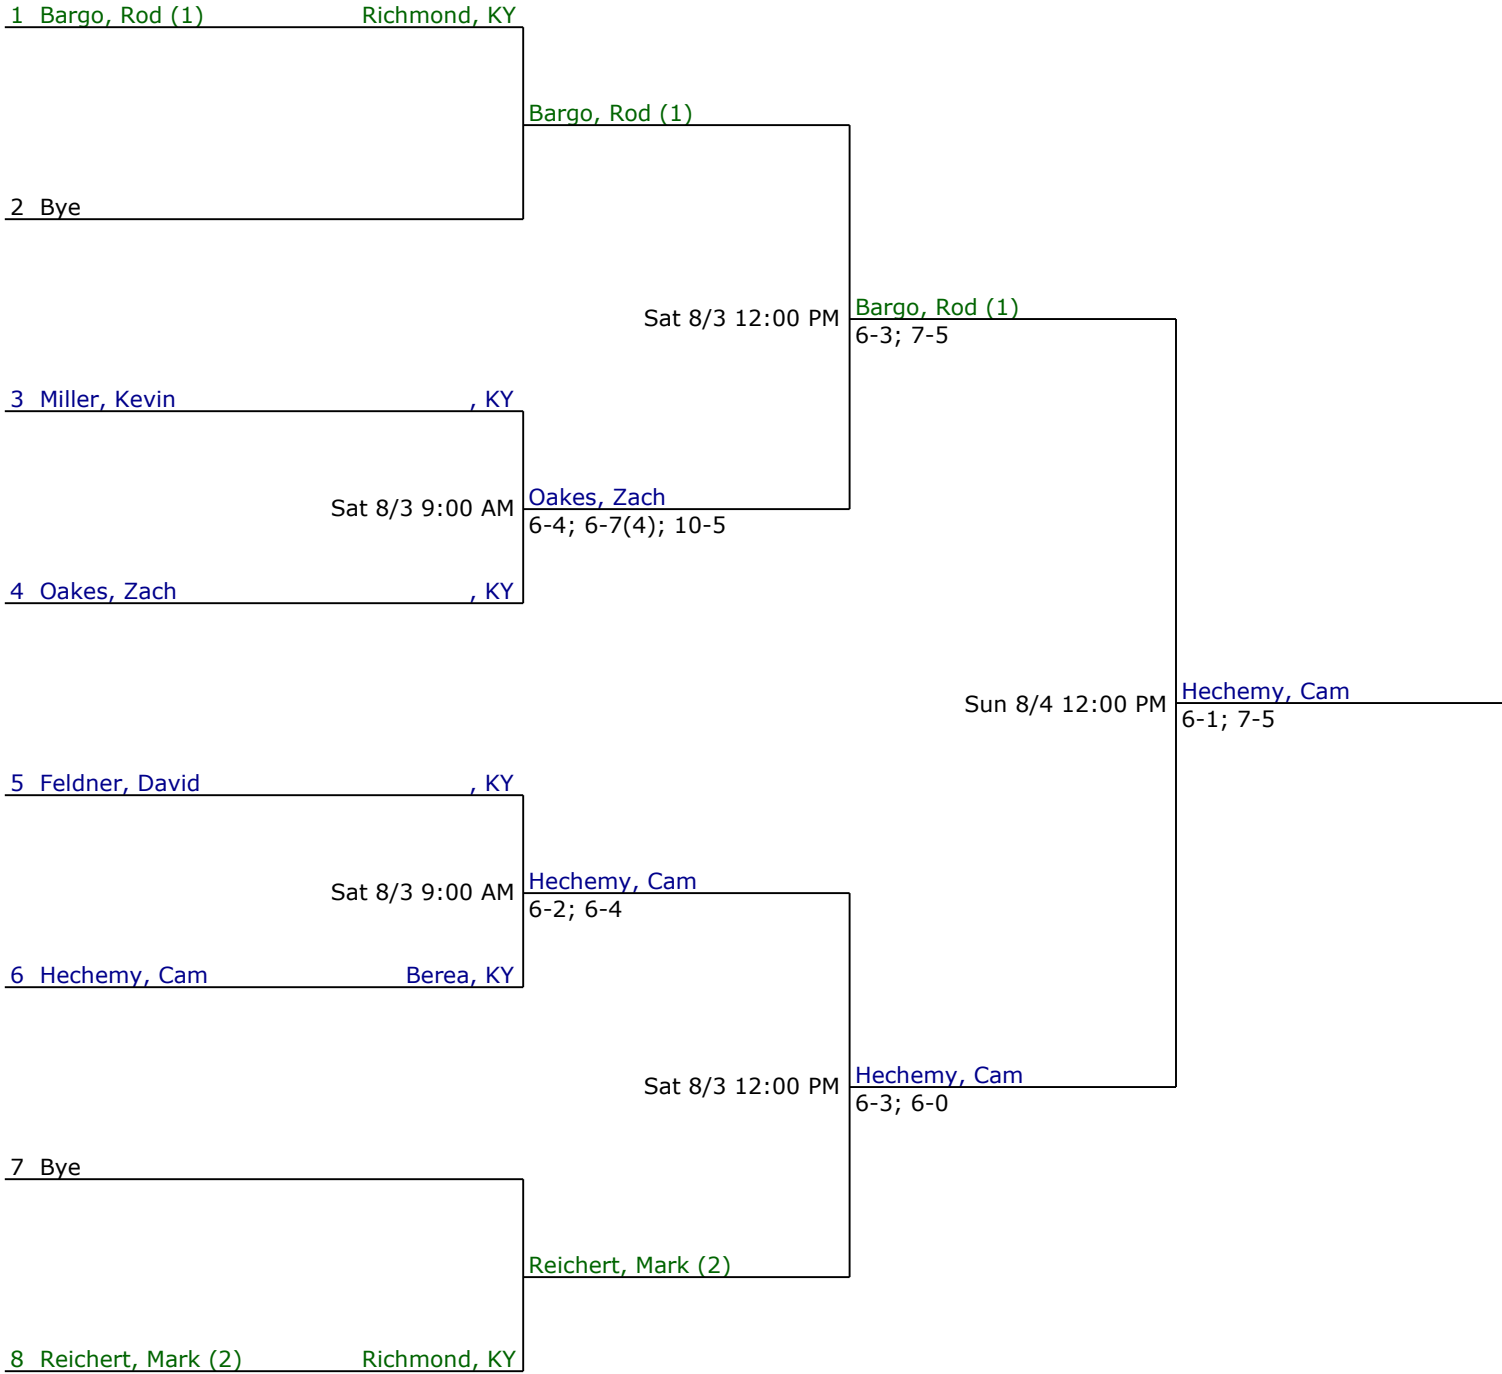 1 Bargo, Rod (1) Richmond, KY
Bargo, Rod (1)
2 Bye
Sat 8/3 12:00 PM
Bargo, Rod (1)
6-3; 7-5
3 Miller, Kevin , KY
Sat 8/3 9:00 AM
Oakes, Zach
6-4; 6-7(4); 10-5
4 Oakes, Zach , KY
Sun 8/4 12:00 PM
Hechemy, Cam
6-1; 7-5
5 Feldner, David , KY
Sat 8/3 9:00 AM
Hechemy, Cam
6-2; 6-4
6 Hechemy, Cam Berea, KY
Sat 8/3 12:00 PM
Hechemy, Cam
6-3; 6-0
7 Bye
Reichert, Mark (2)
8 Reichert, Mark (2) Richmond, KY